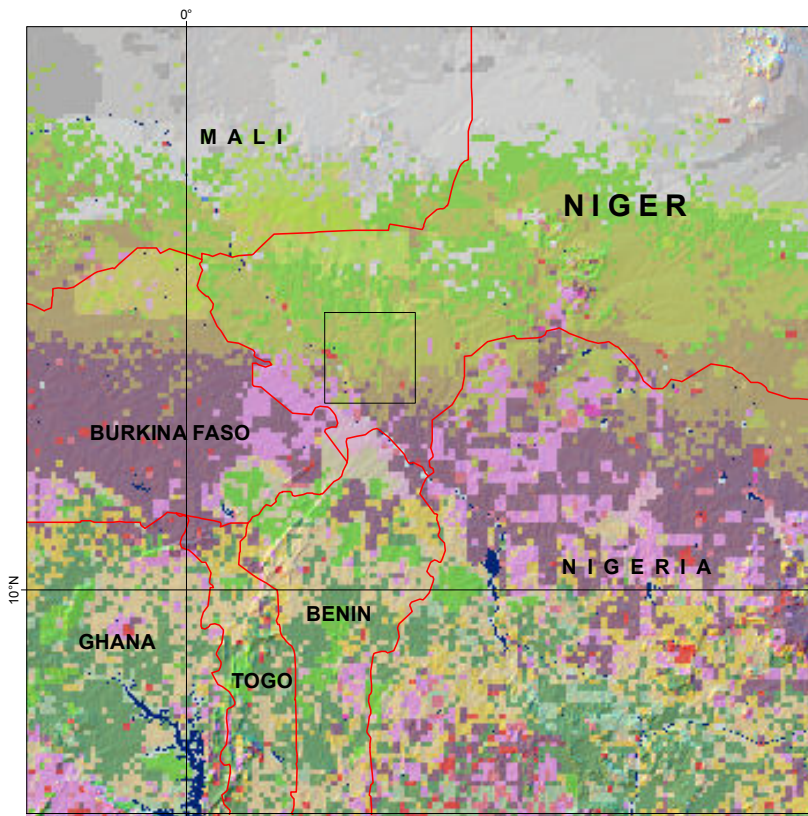 0°
MALI
NIGER
BURKINA FASO
NIGERIA
10°N
BENIN
GHANA
TOGO